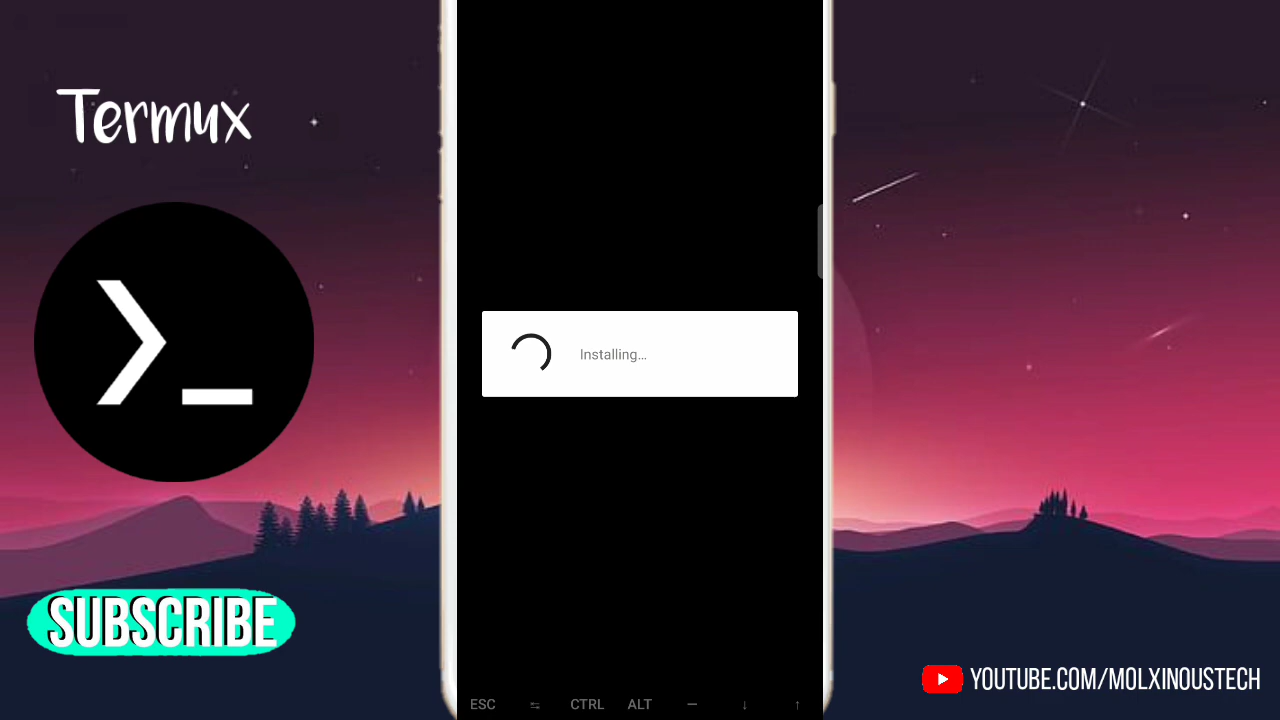 Termux
Installing...
SUBSCRIBE
ESC ⇆ CTRL ALT — ↓ ↑
YOUTUBE.COM/MOLXINOUSTECH